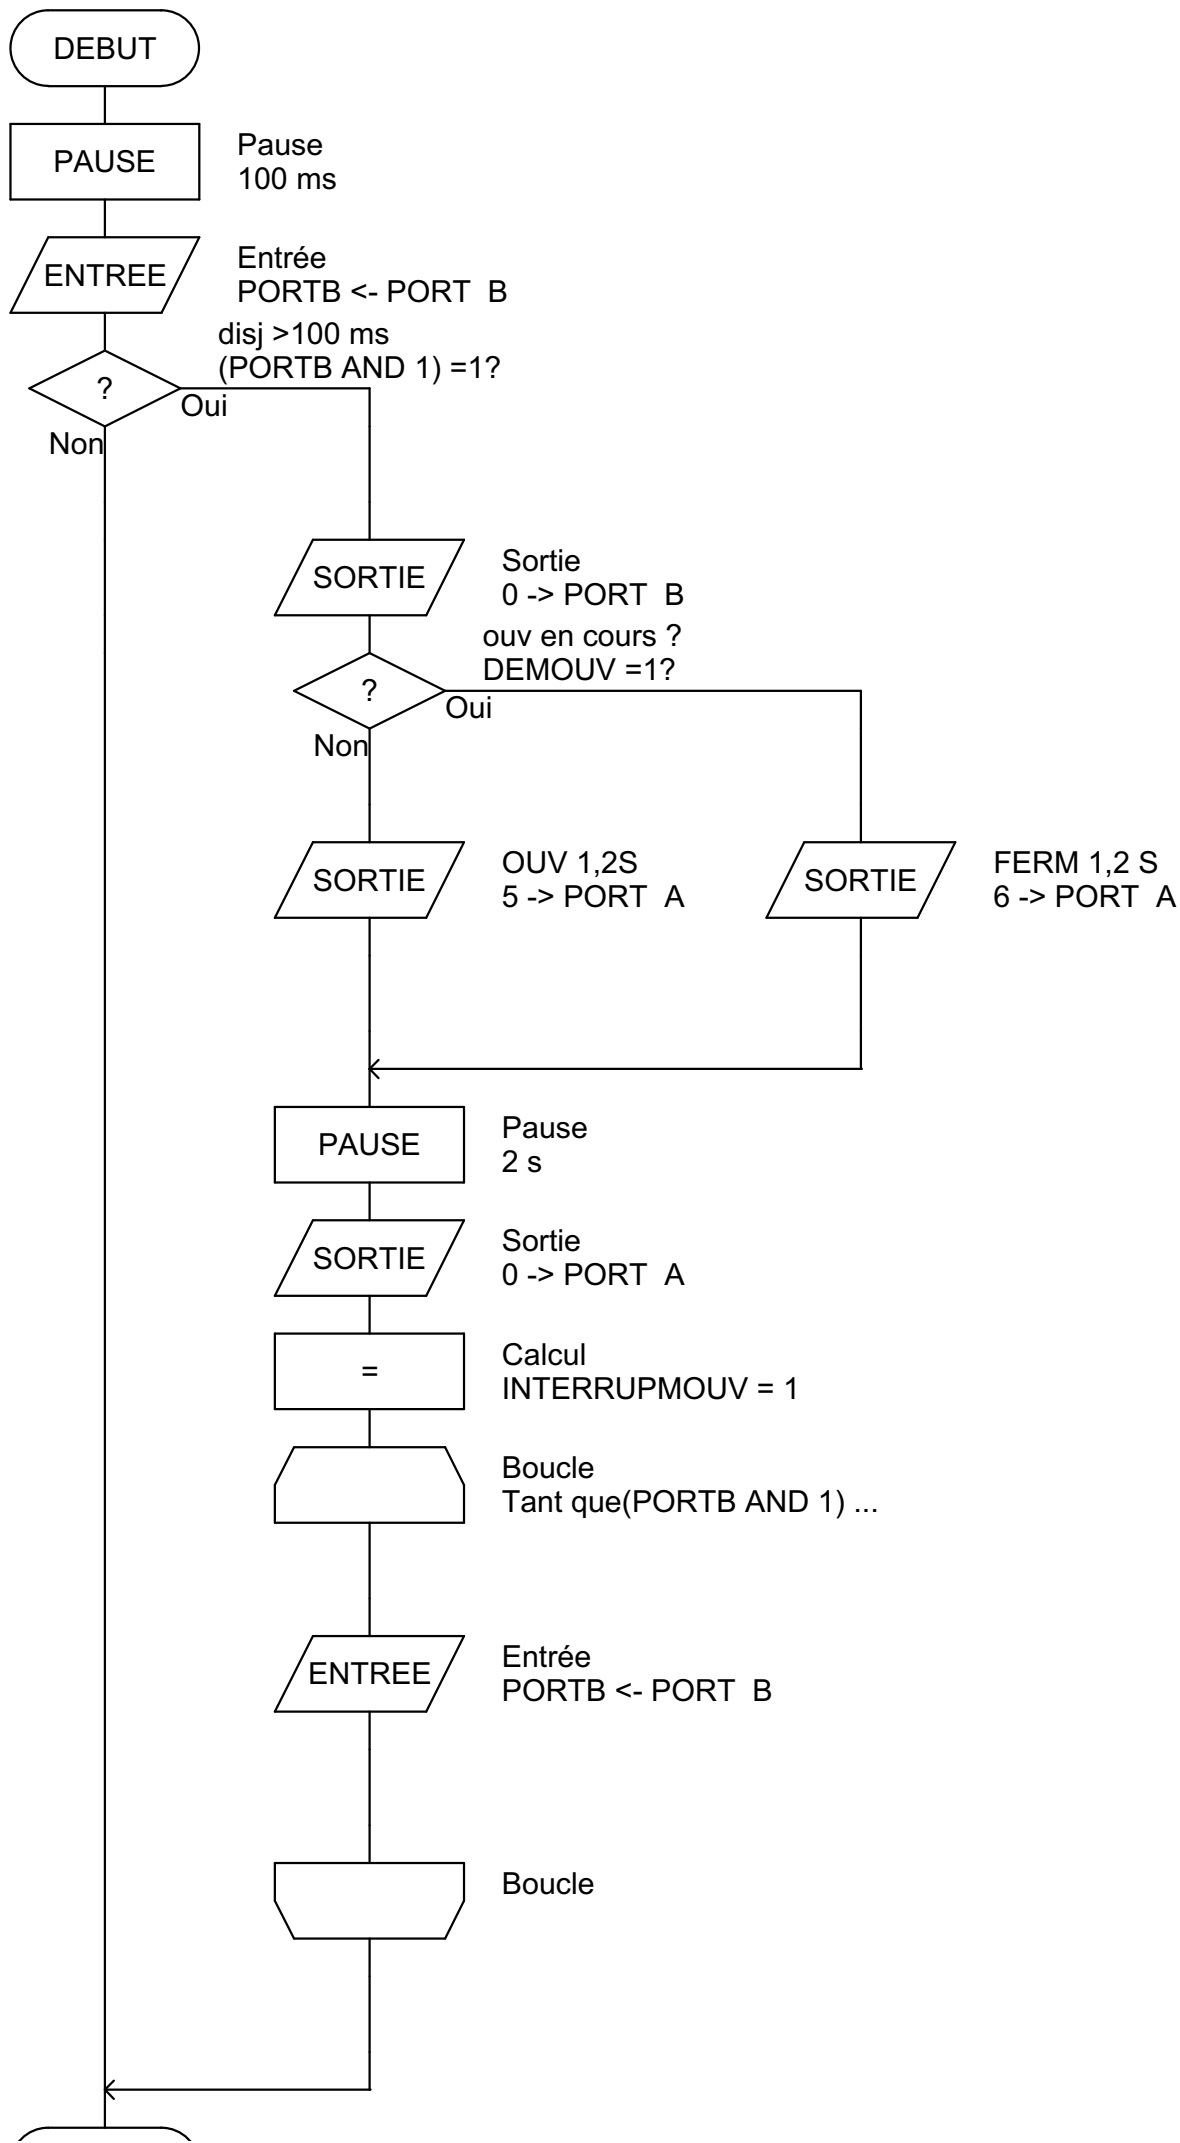 DEBUT
PAUSE
Pause
100 ms
ENTREE
Entrée
PORTB <- PORT  B
disj >100 ms
(PORTB AND 1) =1?
?
Oui
Non
SORTIE
Sortie
0 -> PORT  B
ouv en cours ?
DEMOUV =1?
?
Oui
Non
SORTIE
OUV 1,2S
5 -> PORT  A
SORTIE
FERM 1,2 S
6 -> PORT  A
PAUSE
Pause
2 s
SORTIE
Sortie
0 -> PORT  A
=
Calcul
INTERRUPMOUV = 1
Boucle
Tant que(PORTB AND 1) ...
ENTREE
Entrée
PORTB <- PORT  B
Boucle